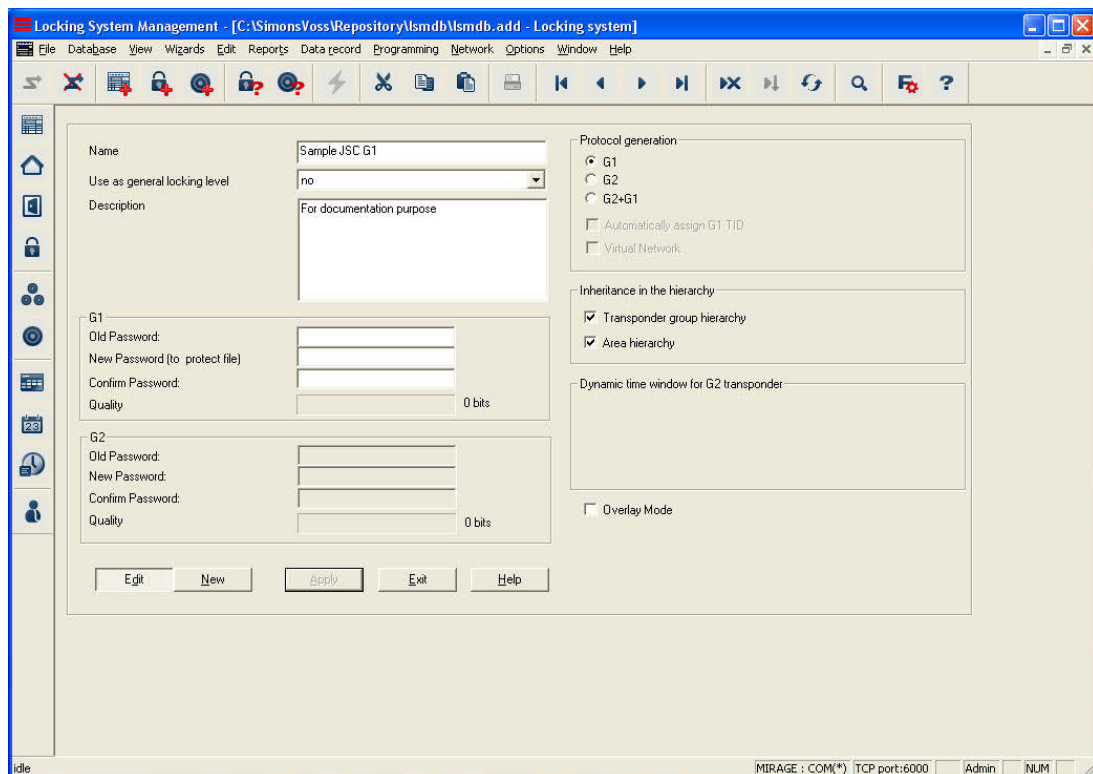 Locking System Management - [C:\SimonsVoss\Repository\lsmdb\lsmdb.add - Locking system]
File Database View Wizards Edit Reports Data record Programming Network Options Window Help
Name
Sample JSC G1
Use as general locking level
no
Description
For documentation purpose
G1
Old Password:
New Password (to protect file)
Confirm Password:
Quality
0 bits
G2
Old Password:
New Password:
Confirm Password:
Quality
0 bits
Edit
New
Apply
Exit
Help
Protocol generation
G1
G2
G2+G1
Automatically assign G1 TID
Virtual Network
Inheritance in the hierarchy
Transponder group hierarchy
Area hierarchy
Dynamic time window for G2 transponder
Overlay Mode
23
idle
MIRAGE : COM(*) TCP port:6000 Admin NUM